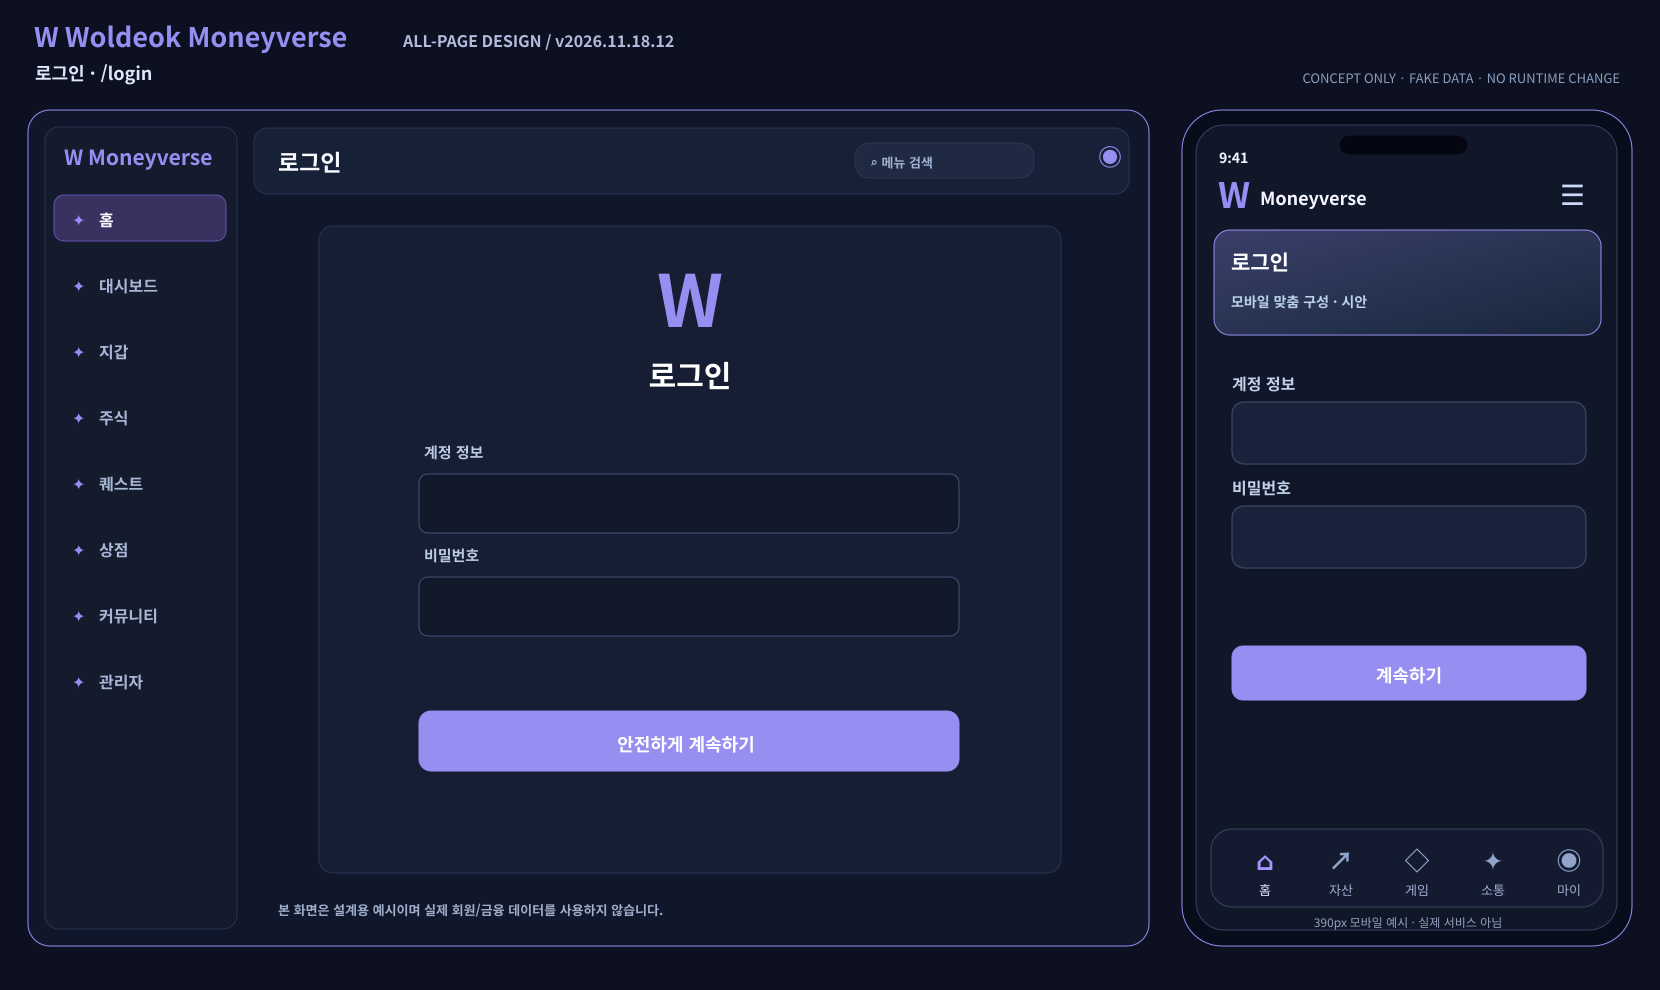 W Woldeok Moneyverse
ALL-PAGE DESIGN / v2026.11.18.12
로그인 · /login
CONCEPT ONLY · FAKE DATA · NO RUNTIME CHANGE
W Moneyverse
홈
대시보드
지갑
주식
퀘스트
상점
커뮤니티
관리자
로그인
메뉴 검색
W
로그인
계정 정보
비밀번호
안전하게 계속하기
본 화면은 설계용 예시이며 실제 회원/금융 데이터를 사용하지 않습니다.
9:41
W Moneyverse
로그인
모바일 맞춤 구성 · 시안
계정 정보
비밀번호
계속하기
홈 자산 게임 소통 마이
390px 모바일 예시 · 실제 서비스 아님